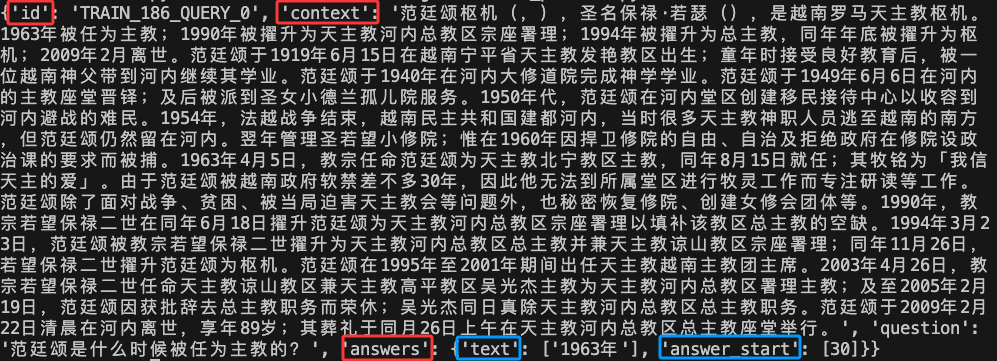 {'id': 'TRAIN_186_QUERY_0', 'context': '范廷颂枢机（，），圣名保禄·若瑟（），是越南罗马天主教枢机。
1963年被任为主教；1990年被擢升为天主教河内总教区宗座署理；1994年被擢升为总主教，同年年底被擢升为枢
机；2009年2月离世。范廷颂于1919年6月15日在越南宁平省天主教发艳教区出生；童年时接受良好教育后，被一
位越南神父带到河内继续其学业。范廷颂于1940年在河内大修道院完成神学学业。范廷颂于1949年6月6日在河内
的主教座堂晋铎；及后被派到圣女小德兰孤儿院服务。1950年代，范廷颂在河内堂区创建移民接待中心以收容到
河内避战的难民。1954年，法越战争结束，越南民主共和国建都河内，当时很多天主教神职人员逃至越南的南方
，但范廷颂仍然留在河内。翌年管理圣若望小修院；惟在1960年因捍卫修院的自由、自治及拒绝政府在修院设政
治课的要求而被捕。1963年4月5日，教宗任命范廷颂为天主教北宁教区主教，同年8月15日就任；其牧铭为「我信
天主的爱」。由于范廷颂被越南政府软禁差不多30年，因此他无法到所属堂区进行牧灵工作而专注研读等工作。
范廷颂除了面对战争、贫困、被当局迫害天主教会等问题外，也秘密恢复修院、创建女修会团体等。1990年，教
宗若望保禄二世在同年6月18日擢升范廷颂为天主教河内总教区宗座署理以填补该教区总主教的空缺。1994年3月2
3日，范廷颂被教宗若望保禄二世擢升为天主教河内总教区总主教并兼天主教谅山教区宗座署理；同年11月26日，
若望保禄二世擢升范廷颂为枢机。范廷颂在1995年至2001年期间出任天主教越南主教团主席。2003年4月26日，教
宗若望保禄二世任命天主教谅山教区兼天主教高平教区吴光杰主教为天主教河内总教区署理主教；及至2005年2月
19日，范廷颂因获批辞去总主教职务而荣休；吴光杰同日真除天主教河内总教区总主教职务。范廷颂于2009年2月
22日清晨在河内离世，享年89岁；其葬礼于同月26日上午在天主教河内总教区总主教座堂举行。', 'question':
'范廷颂是什么时候被任为主教的？', 'answers': {'text': ['1963年'], 'answer_start': [30]}}